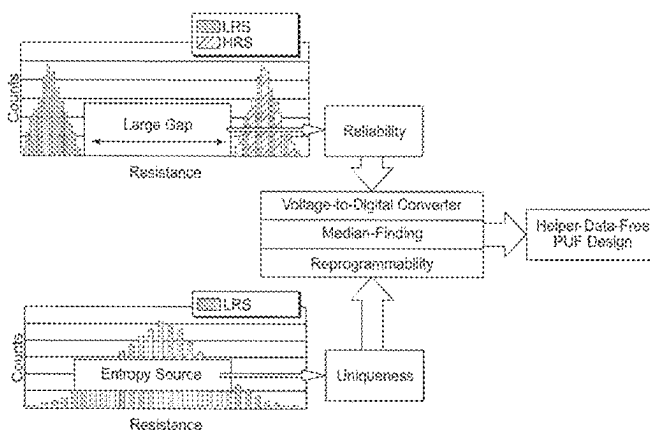 LRS
HRS
Counts
Large Gap
Resistance
Reliability
Voltage-to-Digital Converter
Median-Finding
Reprogrammability
Helper-Data-Free
PUF Design
LRS
Counts
Entropy Source
Resistance
Uniqueness